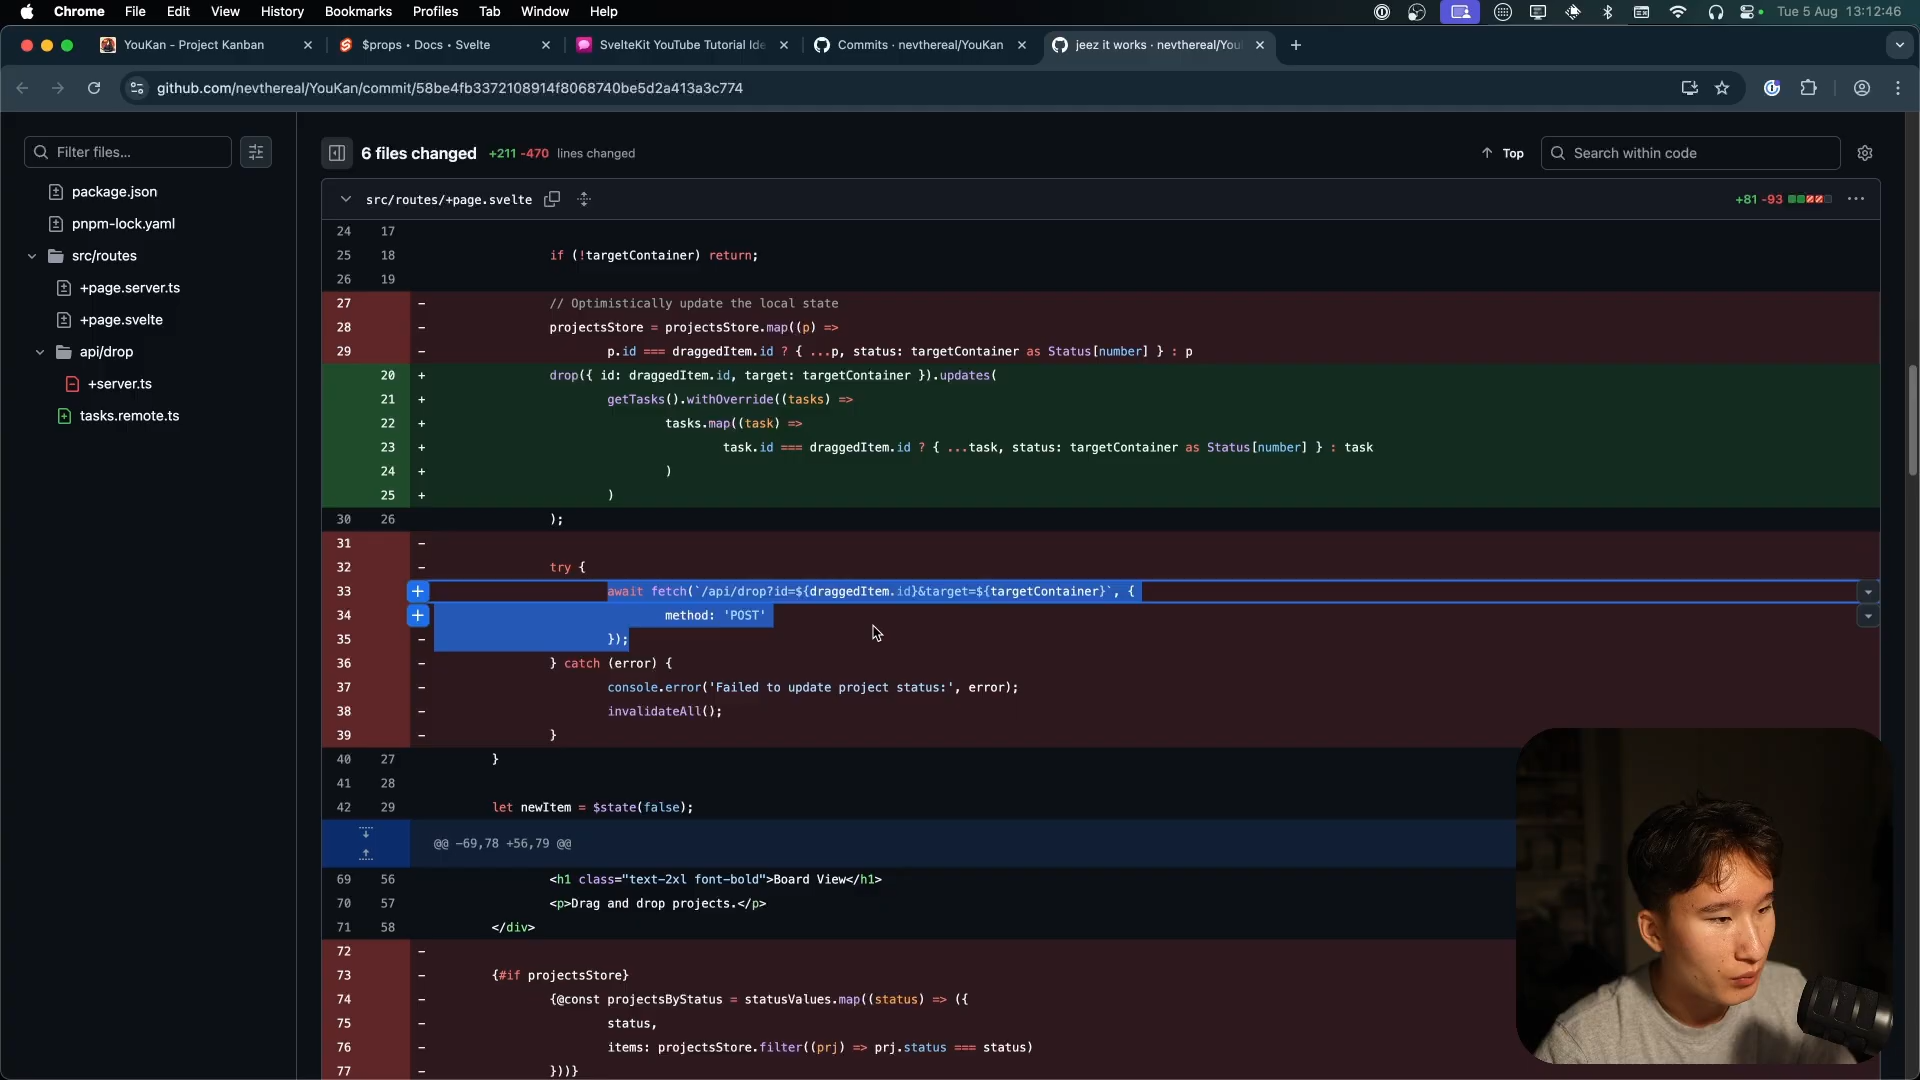 Chrome File Edit View History Bookmarks Profiles Tab Window Help Tue 5 Aug 13:12:46
YouKan - Project Kanban
$props • Docs • Svelte
SvelteKit YouTube Tutorial Ide
Commits · nevthereal/YouKan
jeez it works · nevthereal/You
github.com/nevthereal/YouKan/commit/58be4fb3372108914f8068740be5d2a413a3c774
Filter files...
package.json
pnpm-lock.yaml
src/routes
+page.server.ts
+page.svelte
api/drop
+server.ts
tasks.remote.ts
6 files changed +211 -470 lines changed
Top
Search within code
src/routes/+page.svelte +81 -93
24 17
25 18 if (!targetContainer) return;
26 19
27 - // Optimistically update the local state
28 - projectsStore = projectsStore.map((p) =>
29 - p.id === draggedItem.id ? { ...p, status: targetContainer as Status[number] } : p
20 + drop({ id: draggedItem.id, target: targetContainer }).updates(
21 + getTasks().withOverride((tasks) =>
22 + tasks.map((task) =>
23 + task.id === draggedItem.id ? { ...task, status: targetContainer as Status[number] } : task
24 + )
25 + )
30 26 );
31 -
32 - try {
33 + await fetch(`/api/drop?id=${draggedItem.id}&target=${targetContainer}`, {
34 + method: 'POST'
35 - });
36 - } catch (error) {
37 - console.error('Failed to update project status:', error);
38 - invalidateAll();
39 - }
40 27 }
41 28
42 29 let newItem = $state(false);
@@ -69,78 +56,79 @@
69 56 <h1 class="text-2xl font-bold">Board View</h1>
70 57 <p>Drag and drop projects.</p>
71 58 </div>
72 -
73 - {#if projectsStore}
74 - {@const projectsByStatus = statusValues.map((status) => ({
75 - status,
76 - items: projectsStore.filter((prj) => prj.status === status)
77 - }))}